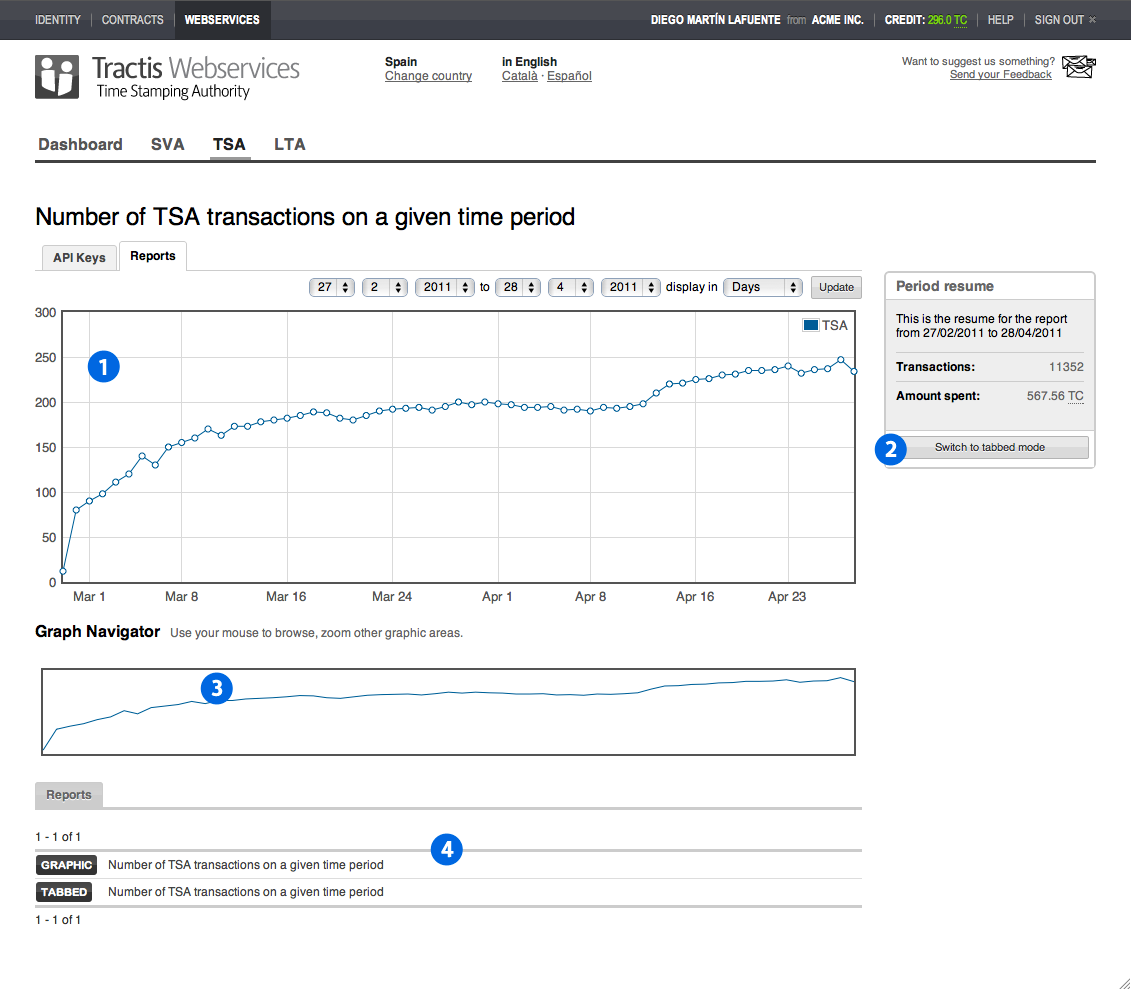 IDENTITY CONTRACTS WEBSERVICES DIEGO MARTÍN LAFUENTE from ACME INC. CREDIT: 296.0 TC HELP SIGN OUT ×
Tractis Webservices
Time Stamping Authority
Spain
Change country
in English
Català · Español
Want to suggest us something?
Send your Feedback
Dashboard SVA TSA LTA
Number of TSA transactions on a given time period
API Keys Reports
27 2 2011 to 28 4 2011 display in Days Update
300
250
200
150
100
50
0
TSA
1
Mar 1 Mar 8 Mar 16 Mar 24 Apr 1 Apr 8 Apr 16 Apr 23
Period resume
This is the resume for the report
from 27/02/2011 to 28/04/2011
Transactions: 11352
Amount spent: 567.56 TC
2 Switch to tabbed mode
Graph Navigator Use your mouse to browse, zoom other graphic areas.
3
Reports
1 - 1 of 1
4
GRAPHIC Number of TSA transactions on a given time period
TABBED Number of TSA transactions on a given time period
1 - 1 of 1